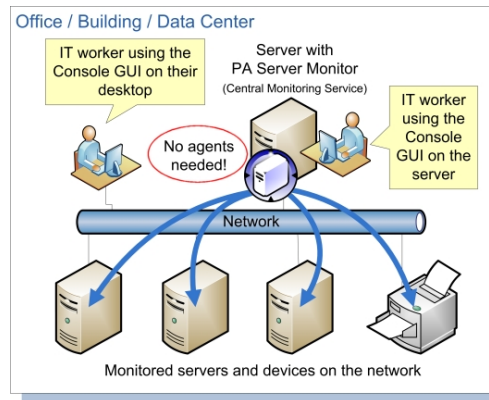 Office / Building / Data Center
IT worker using the
Console GUI on their
desktop
Server with
PA Server Monitor
(Central Monitoring Service)
IT worker
using the
Console
GUI on the
server
No agents
needed!
Network
Monitored servers and devices on the network